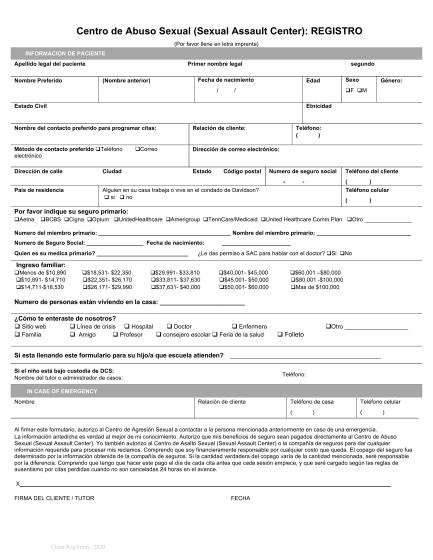 Centro de Abuso Sexual (Sexual Assault Center): REGISTRO
(Por favor llene en letra imprenta)
INFORMACION DE PACIENTE
Apellido legal del paciente Primer nombre legal segundo
Nombre Preferido (Nombre anterior) Fecha de nacimiento Edad Sexo Género:
/ / ❑F ❑M
Estado Civil Etnicidad
Nombre del contacto preferido para programar citas: Relación de cliente: Teléfono:
( )
Método de contacto preferido ❑Teléfono ❑Correo electrónico Dirección de correo electrónico:
Dirección de calle Ciudad Estado Código postal Numero de seguro social Teléfono del cliente
- - ( )
País de residencia Alguien en su casa trabaja o vive en el condado de Davidson? Teléfono celular
❑ si ❑ no ( )
Por favor indique su seguro primario:
❑Aetna ❑BCBS ❑Cigna ❑Optum ❑UnitedHealthcare ❑Amerigroup ❑TennCare/Medicaid ❑United Healthcare Comm Plan ❑Otro
Numero del miembro primario: Nombre del miembro primario:
Numero de Seguro Social: Fecha de nacimiento:
Quien es su medica primario? ¿Le das permiso a SAC para hablar con el doctor? ❑Si ❑No
Ingreso familiar:
❑Menos de $10,890 ❑$18,531- $22,350 ❑$29,991- $33,810 ❑$40,001- $45,000 ❑$60,001 –$80,000
❑$10,891- $14,710 ❑$22,351- $26,170 ❑$33,811- $37,630 ❑$45,001- $50,000 ❑$80,001 -$100,000
❑$14,711-$18,530 ❑$26,171- $29,990 ❑$37,631- $40,000 ❑$50,001- $60,000 ❑Mas de $100,000
Numero de personas están viviendo en la casa:
¿Cómo te enteraste de nosotros?
❑ Sitio web ❑Línea de crisis ❑ Hospital ❑ Doctor ❑ Enfermero ❑Otro
❑ Familia ❑ Amigo ❑ Profesor ❑ consejero escolar ❑ Feria de la salud ❑ Folleto
Si esta llenando este formulario para su hijo/a que escuela atienden?
Si el niño está bajo custodia de DCS:
Nombre del tutor o administrador de casos: Teléfono:
IN CASE OF EMERGENCY
Nombre Relación de cliente Teléfono de casa Teléfono celular
( ) ( )
Al firmar este formulario, autorizo al Centro de Agresión Sexual a contactar a la persona mencionada anteriormente en caso de una emergencia.
La información antedicha es verdad al mejor de mi conocimiento. Autorizo que mis beneficios de seguro sean pagados directamente al Centro de Abuso
Sexual (Sexual Assault Center). Yo también autorizo al Centro de Asalto Sexual (Sexual Assault Center) o la compañía de seguros para dar cualquier
información requerida para procesar mis reclamos. Comprendo que soy financieramente responsable por cualquier costo que quede. El copago del seguro fue
determinado por la información obtenida de la compañía de seguros. Si la cantidad verdadera del copago varía de la cantidad mencionada, seré responsable
por la diferencia. Comprendo que tengo que hacer este pago el día de cada cita antes que cada sesión empiece, y que seré cargado según las reglas de
ausentismo por citas perdidas cuando no son canceladas 24 horas en el avance.
X
FIRMA DEL CLIENTE / TUTOR FECHA
Client Reg Form - 2020